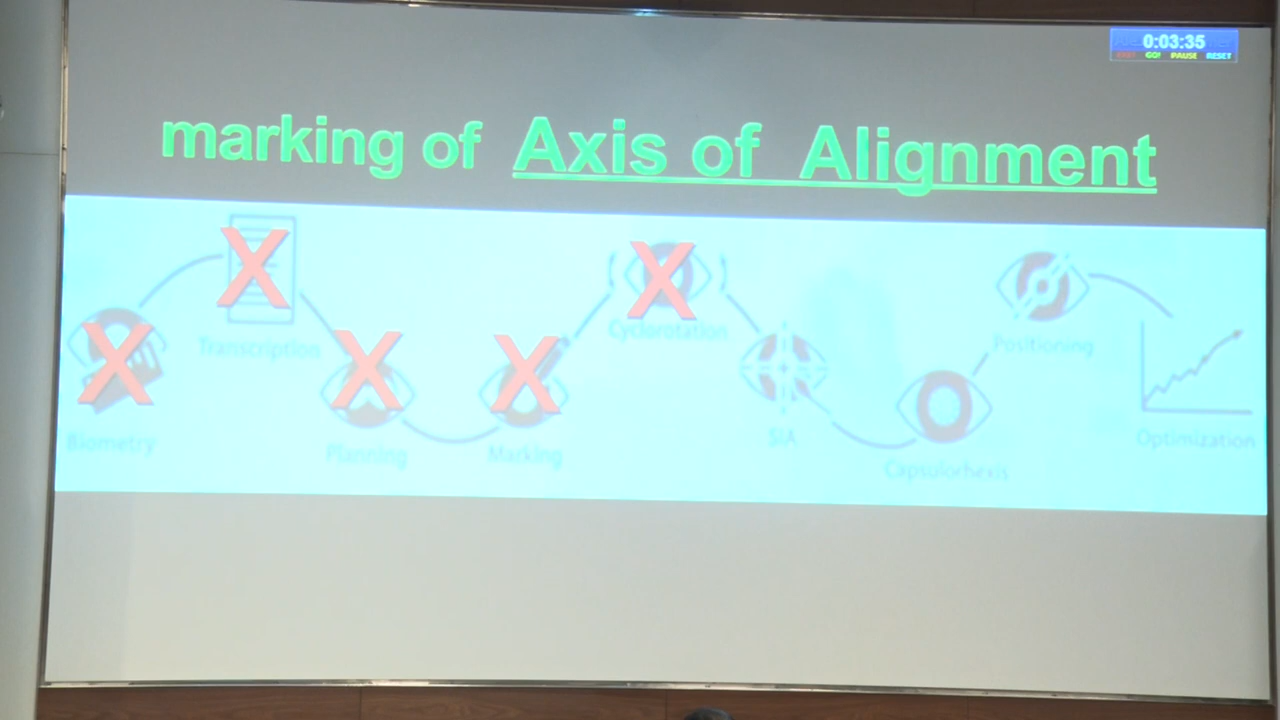 0:03:35
GO! PAUSE RESET
marking of Axis of Alignment
X X X X X
Transcription
Cyclorotation
Positioning
Biometry
Planning
Marking
SIA
Capsulorhexis
Optimization